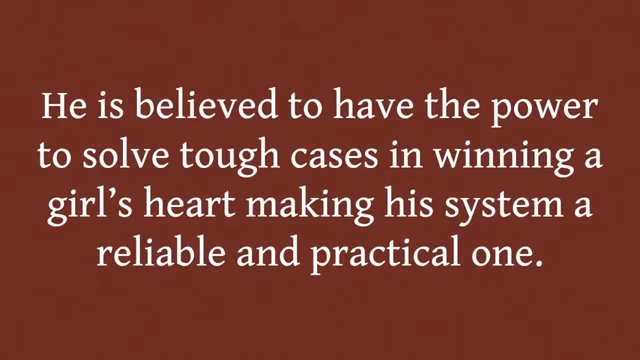 He is believed to have the power
to solve tough cases in winning a
girl’s heart making his system a
reliable and practical one.